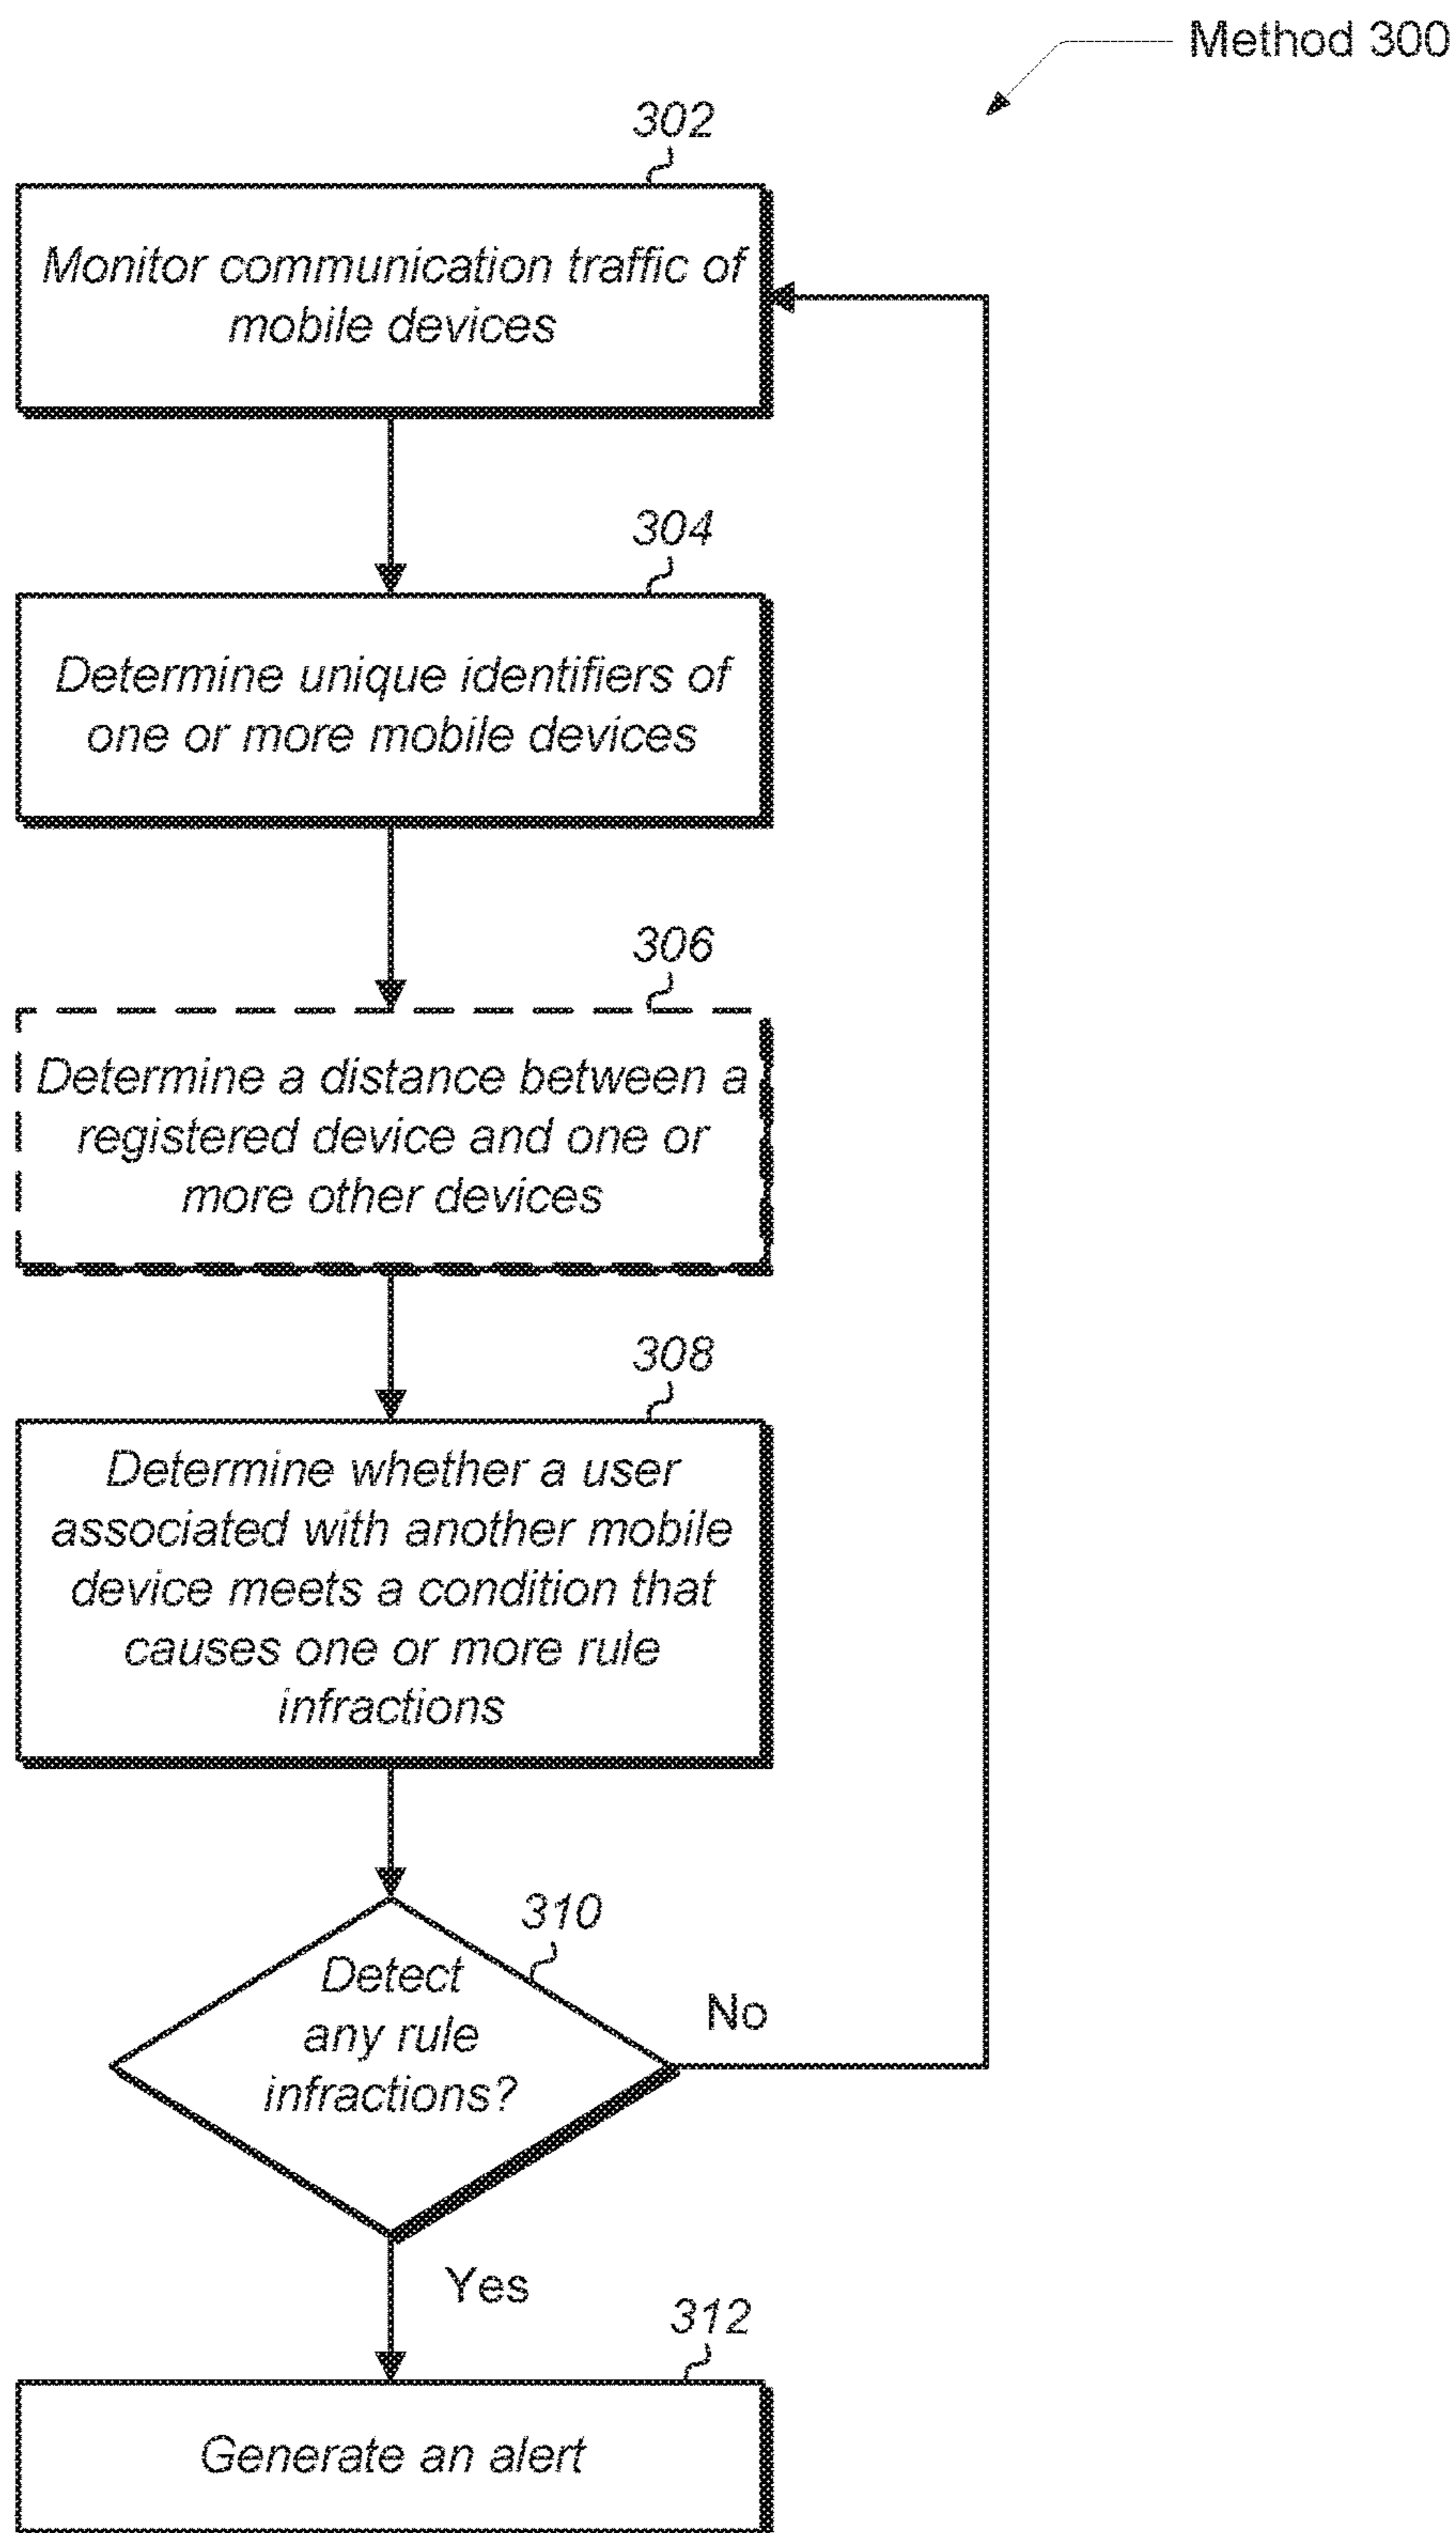 Method 300
302
Monitor communication traffic of
mobile devices
304
Determine unique identifiers of
one or more mobile devices
306
Determine a distance between a
registered device and one or
more other devices
308
Determine whether a user
associated with another mobile
device meets a condition that
causes one or more rule
infractions
310
Detect
any rule
infractions?
No
Yes
312
Generate an alert